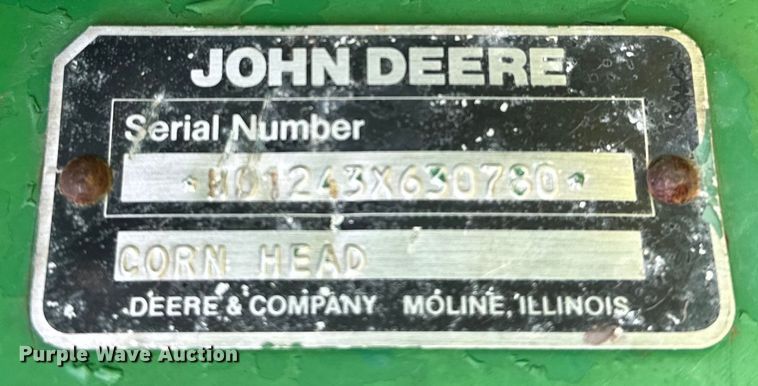 JOHN DEERE
Serial Number
*H01243X630780*
CORN HEAD
DEERE & COMPANY MOLINE, ILLINOIS
Purple Wave Auction